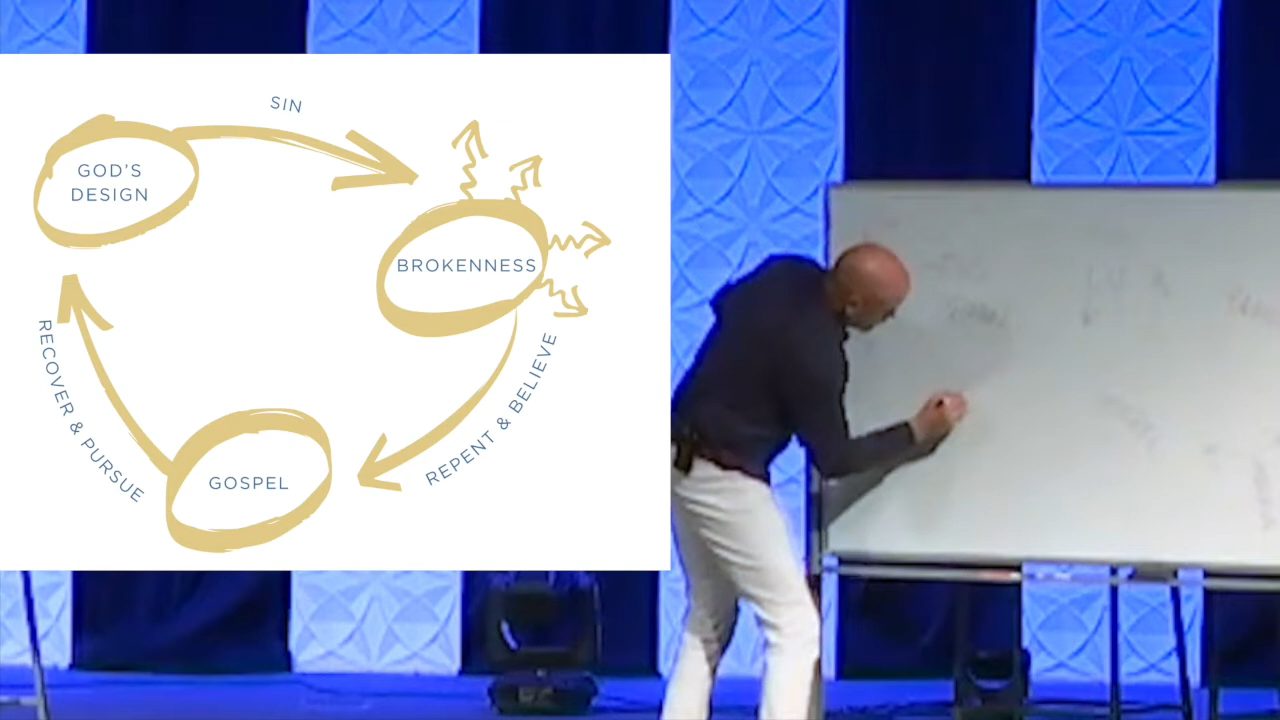 SIN
GOD'S
DESIGN
BROKENNESS
RECOVER & PURSUE
REPENT & BELIEVE
GOSPEL